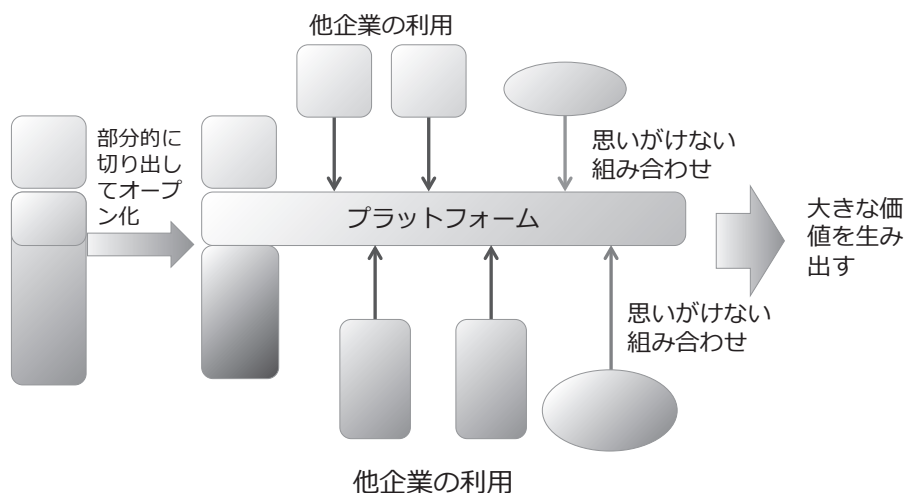 他企業の利用
部分的に
切り出し
てオープ
ン化
思いがけない
組み合わせ
プラットフォーム
大きな価
値を生み
出す
思いがけない
組み合わせ
他企業の利用